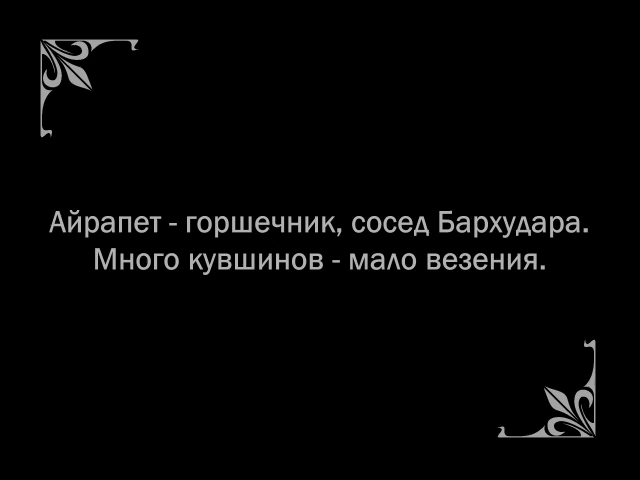 Айрапет - горшечник, сосед Бархудара.
Много кувшинов - мало везения.